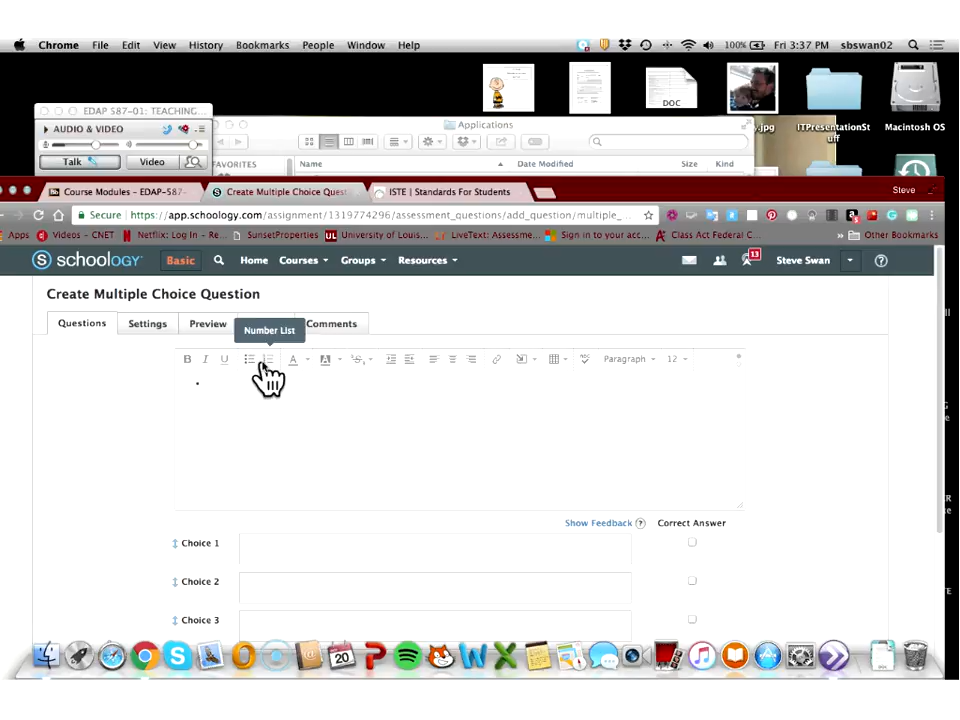 Chrome File Edit View History Bookmarks People Window Help 100% Fri 3:37 PM sbswan02
DOC
EDAP 587-01: TEACHING...
AUDIO & VIDEO
Talk Video
Applications
FAVORITES Name Date Modified Size Kind
y.jpg ITPresentationSt
uff
Macintosh OS
Course Modules – EDAP-587- Create Multiple Choice Quest ISTE | Standards For Students Steve
Secure https://app.schoology.com/assignment/1319774296/assessment_questions/add_question/multiple_...
Apps Videos - CNET Netflix: Log In - Re... SunsetProperties UL University of Louis... LiveText: Assessme... Sign in to your acc... Class Act Federal C... » Other Bookmarks
S schoology Basic Home Courses Groups Resources 13 Steve Swan
Create Multiple Choice Question
Questions Settings Preview Comments
Number List
B I U A A Paragraph 12
Show Feedback ? Correct Answer
Choice 1
Choice 2
Choice 3
20